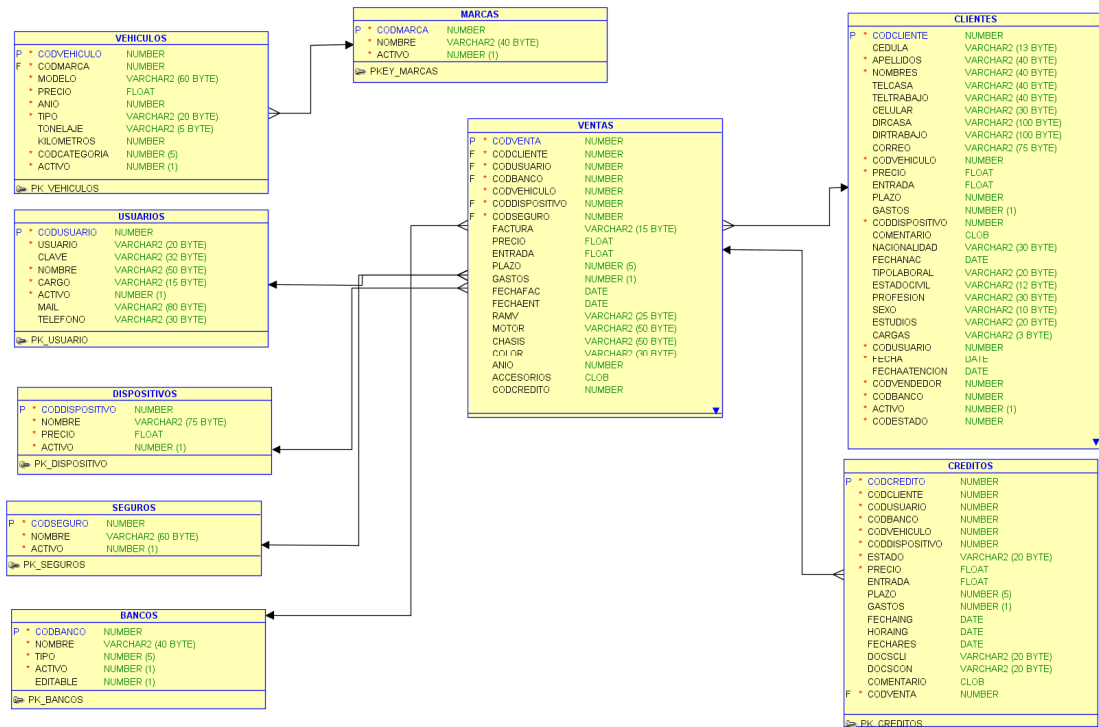 MARCAS
P * CODMARCA NUMBER
* NOMBRE VARCHAR2 (40 BYTE)
* ACTIVO NUMBER (1)
PKEY_MARCAS
VEHICULOS
P * CODVEHICULO NUMBER
F * CODMARCA NUMBER
* MODELO VARCHAR2 (60 BYTE)
* PRECIO FLOAT
* ANIO NUMBER
* TIPO VARCHAR2 (20 BYTE)
TONELAJE VARCHAR2 (5 BYTE)
KILOMETROS NUMBER
* CODCATEGORIA NUMBER (5)
* ACTIVO NUMBER (1)
PK_VEHICULOS
USUARIOS
P * CODUSUARIO NUMBER
* USUARIO VARCHAR2 (20 BYTE)
CLAVE VARCHAR2 (32 BYTE)
* NOMBRE VARCHAR2 (50 BYTE)
* CARGO VARCHAR2 (15 BYTE)
* ACTIVO NUMBER (1)
MAIL VARCHAR2 (80 BYTE)
TELEFONO VARCHAR2 (30 BYTE)
PK_USUARIO
DISPOSITIVOS
P * CODDISPOSITIVO NUMBER
* NOMBRE VARCHAR2 (75 BYTE)
* PRECIO FLOAT
* ACTIVO NUMBER (1)
PK_DISPOSITIVO
SEGUROS
P * CODSEGURO NUMBER
* NOMBRE VARCHAR2 (60 BYTE)
* ACTIVO NUMBER (1)
PK_SEGUROS
BANCOS
P * CODBANCO NUMBER
* NOMBRE VARCHAR2 (40 BYTE)
* TIPO NUMBER (5)
* ACTIVO NUMBER (1)
EDITABLE NUMBER (1)
PK_BANCOS
VENTAS
P * CODVENTA NUMBER
F * CODCLIENTE NUMBER
F * CODUSUARIO NUMBER
F * CODBANCO NUMBER
* CODVEHICULO NUMBER
F * CODDISPOSITIVO NUMBER
F * CODSEGURO NUMBER
FACTURA VARCHAR2 (15 BYTE)
PRECIO FLOAT
ENTRADA FLOAT
PLAZO NUMBER (5)
GASTOS NUMBER (1)
FECHAFAC DATE
FECHAENT DATE
RAMV VARCHAR2 (25 BYTE)
MOTOR VARCHAR2 (50 BYTE)
CHASIS VARCHAR2 (50 BYTE)
COLOR VARCHAR2 (30 BYTE)
ANIO NUMBER
ACCESORIOS CLOB
CODCREDITO NUMBER
CLIENTES
P * CODCLIENTE NUMBER
CEDULA VARCHAR2 (13 BYTE)
* APELLIDOS VARCHAR2 (40 BYTE)
* NOMBRES VARCHAR2 (40 BYTE)
TELCASA VARCHAR2 (40 BYTE)
TELTRABAJO VARCHAR2 (40 BYTE)
CELULAR VARCHAR2 (30 BYTE)
DIRCASA VARCHAR2 (100 BYTE)
DIRTRABAJO VARCHAR2 (100 BYTE)
CORREO VARCHAR2 (75 BYTE)
* CODVEHICULO NUMBER
* PRECIO FLOAT
ENTRADA FLOAT
PLAZO NUMBER
GASTOS NUMBER (1)
* CODDISPOSITIVO NUMBER
COMENTARIO CLOB
NACIONALIDAD VARCHAR2 (30 BYTE)
FECHANAC DATE
TIPOLABORAL VARCHAR2 (20 BYTE)
ESTADOCIVIL VARCHAR2 (12 BYTE)
PROFESION VARCHAR2 (30 BYTE)
SEXO VARCHAR2 (10 BYTE)
ESTUDIOS VARCHAR2 (20 BYTE)
CARGAS VARCHAR2 (3 BYTE)
* CODUSUARIO NUMBER
* FECHA DATE
FECHAATENCION DATE
* CODVENDEDOR NUMBER
* CODBANCO NUMBER
* ACTIVO NUMBER (1)
* CODESTADO NUMBER
CREDITOS
P * CODCREDITO NUMBER
* CODCLIENTE NUMBER
* CODUSUARIO NUMBER
* CODBANCO NUMBER
* CODVEHICULO NUMBER
* CODDISPOSITIVO NUMBER
* ESTADO VARCHAR2 (20 BYTE)
* PRECIO FLOAT
ENTRADA FLOAT
PLAZO NUMBER (5)
GASTOS NUMBER (1)
FECHAING DATE
HORAING DATE
FECHARES DATE
DOCSCLI VARCHAR2 (20 BYTE)
DOCSCON VARCHAR2 (20 BYTE)
COMENTARIO CLOB
F * CODVENTA NUMBER
PK_CREDITOS